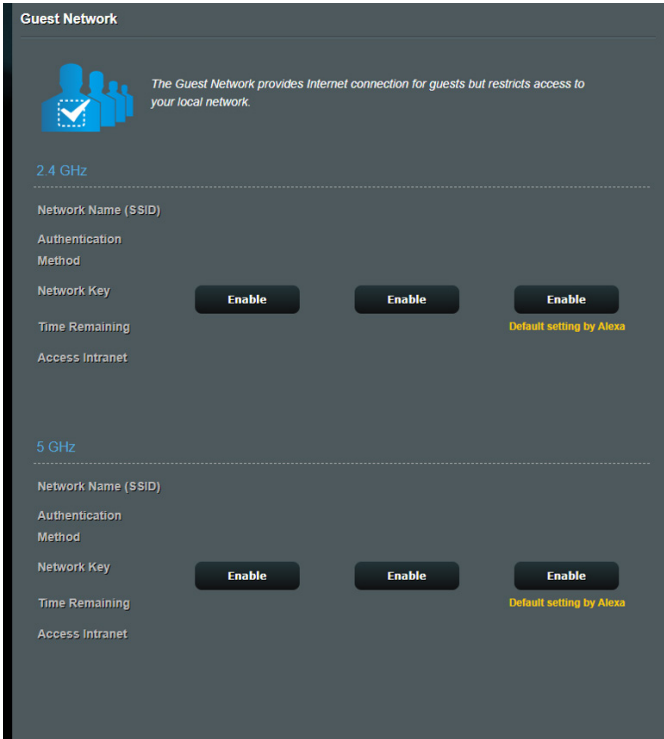 Guest Network
The Guest Network provides Internet connection for guests but restricts access to
your local network.
2.4 GHz
Network Name (SSID)
Authentication
Method
Network Key
Enable Enable Enable
Time Remaining
Default setting by Alexa
Access Intranet
5 GHz
Network Name (SSID)
Authentication
Method
Network Key
Enable Enable Enable
Time Remaining
Default setting by Alexa
Access Intranet